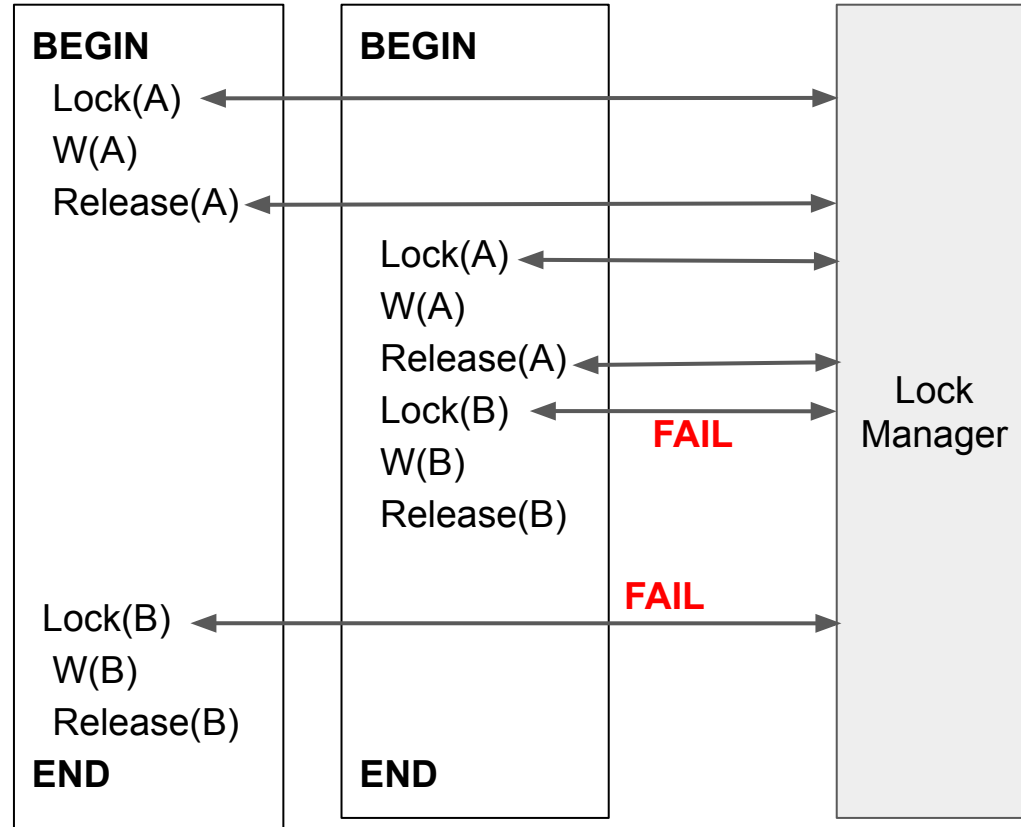 BEGIN
Lock(A)
W(A)
Release(A)
Lock(B)
W(B)
Release(B)
END
BEGIN
Lock(A)
W(A)
Release(A)
Lock(B)
W(B)
Release(B)
END
FAIL
FAIL
Lock
Manager